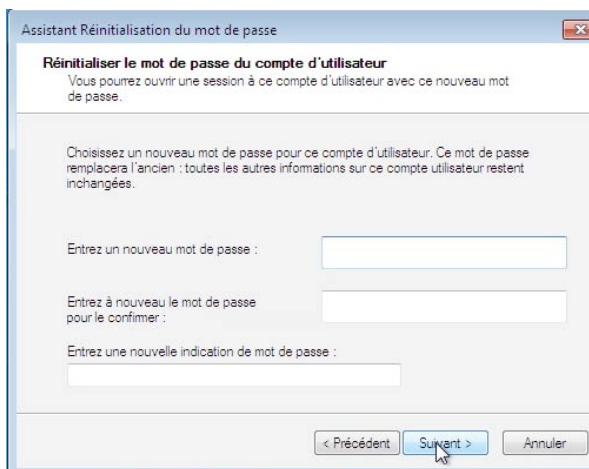 Assistant Réinitialisation du mot de passe
Réinitialiser le mot de passe du compte d'utilisateur
Vous pourrez ouvrir une session à ce compte d'utilisateur avec ce nouveau mot
de passe.
Choisissez un nouveau mot de passe pour ce compte d'utilisateur. Ce mot de passe
remplacera l'ancien : toutes les autres informations sur ce compte utilisateur restent
inchangées.
Entrez un nouveau mot de passe :
Entrez à nouveau le mot de passe
pour le confirmer :
Entrez une nouvelle indication de mot de passe :
< Précédent Suivant > Annuler